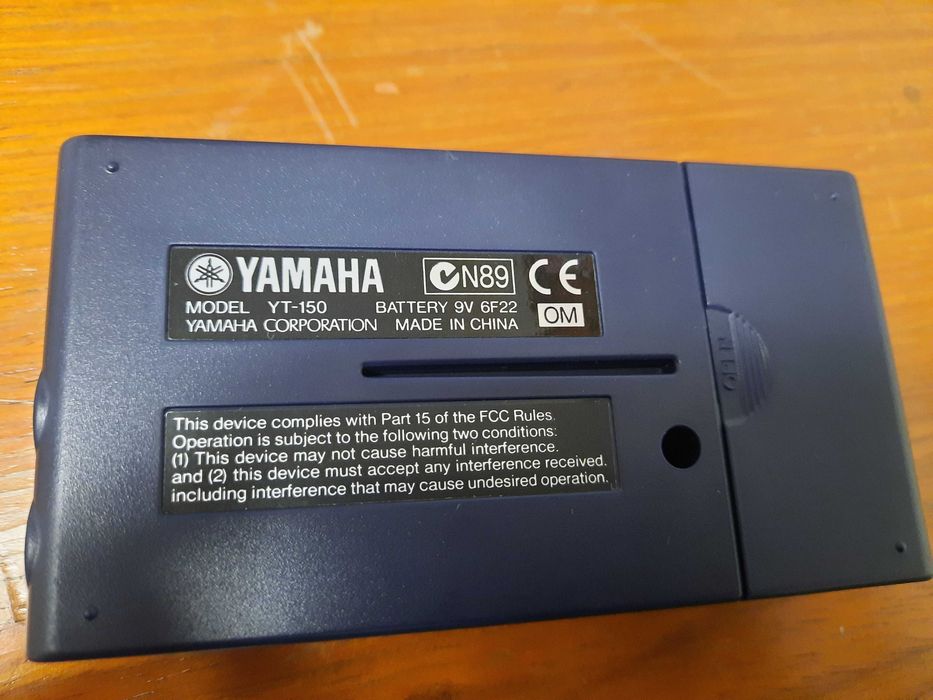 YAMAHA N89 CE
MODEL YT-150 BATTERY 9V 6F22
YAMAHA CORPORATION MADE IN CHINA OM
This device complies with Part 15 of the FCC Rules.
Operation is subject to the following two conditions:
(1) This device may not cause harmful interference.
and (2) this device must accept any interference received.
including interference that may cause undesired operation.
OPEN